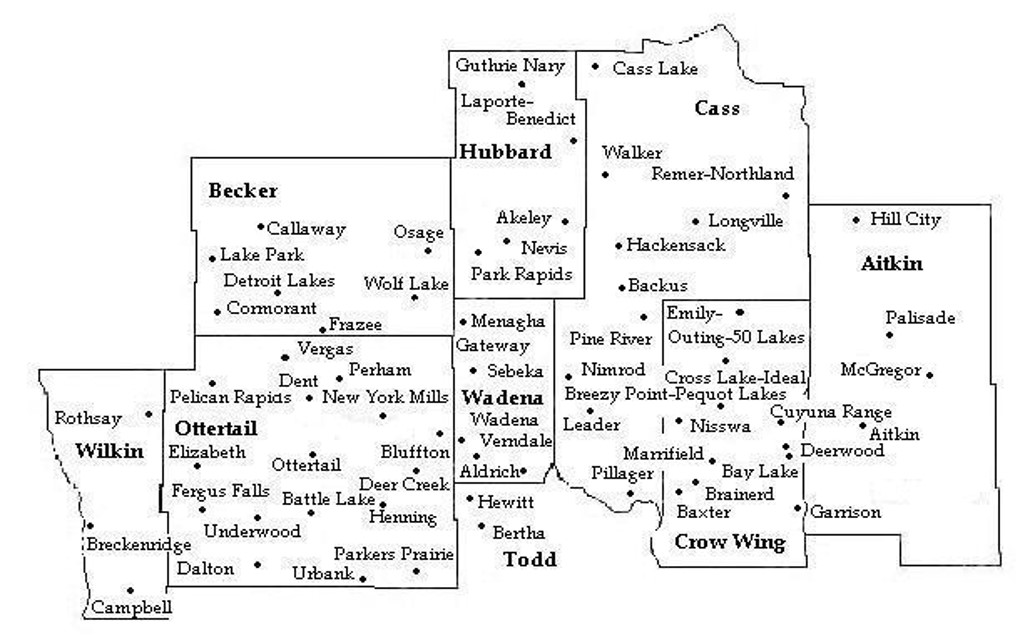 Guthrie Nary
Cass Lake
Laporte-
Benedict
Cass
Hubbard
Walker
Remer-Northland
Becker
Akeley
Longville
Hill City
Callaway
Osage
Nevis
Hackensack
Lake Park
Aitkin
Park Rapids
Detroit Lakes
Wolf Lake
Backus
Cormorant
Emily-
Palisade
Frazee
Menagha
Outing-50 Lakes
Pine River
Gateway
Vergas
Perham
Sebeka
Nimrod
McGregor
Dent
Cross Lake-Ideal
Pelican Rapids
New York Mills
Wadena
Breezy Point-Pequot Lakes
Rothsay
Wadena
Leader
Nisswa
Cuyuna Range
Ottertail
Verndale
Aitkin
Wilkin
Elizabeth
Bluffton
Marrifield
Deerwood
Ottertail
Aldrich
Pillager
Bay Lake
Deer Creek
Fergus Falls
Battle Lake
Brainerd
Hewitt
Henning
Baxter
Garrison
Underwood
Bertha
Breckenridge
Crow Wing
Parkers Prairie
Todd
Dalton
Urbank
Campbell